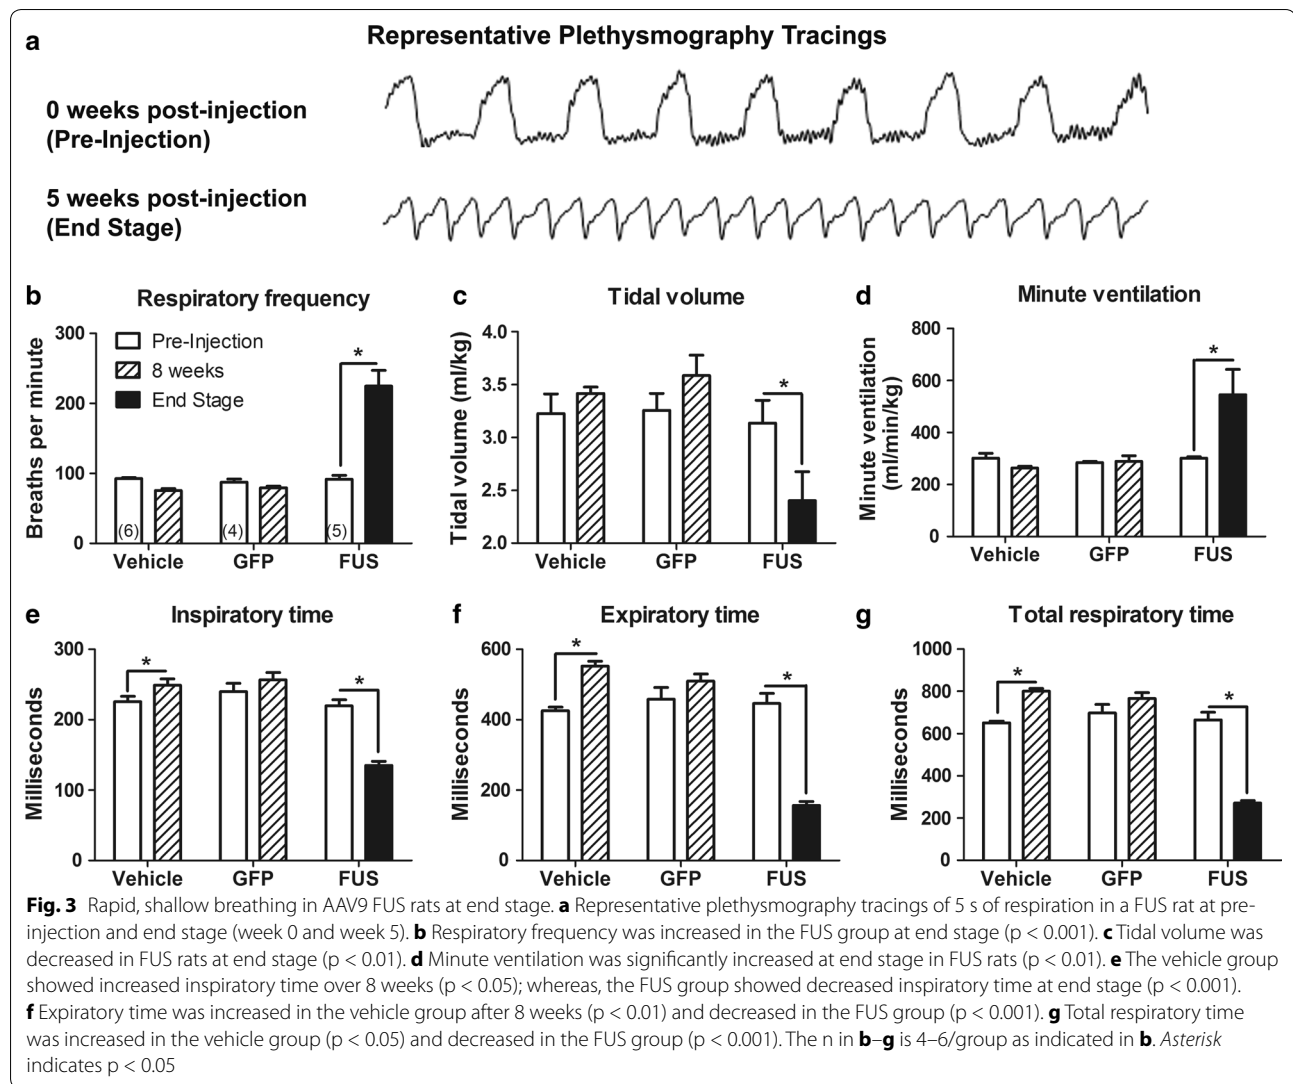 a
Representative Plethysmography Tracings
0 weeks post-injection
(Pre-Injection)
5 weeks post-injection
(End Stage)
b
Respiratory frequency
Breaths per minute
300
200
100
0
Pre-Injection
8 weeks
End Stage
*
(6)
(4)
(5)
Vehicle
GFP
FUS
c
Tidal volume
Tidal volume (ml/kg)
4.0
3.5
3.0
2.5
2.0
*
Vehicle
GFP
FUS
d
Minute ventilation
Minute ventilation
(ml/min/kg)
800
600
400
200
0
*
Vehicle
GFP
FUS
e
Inspiratory time
Milliseconds
300
200
100
0
*
*
Vehicle
GFP
FUS
f
Expiratory time
Milliseconds
600
400
200
0
*
*
Vehicle
GFP
FUS
g
Total respiratory time
Milliseconds
1000
800
600
400
200
0
*
*
Vehicle
GFP
FUS
Fig. 3 Rapid, shallow breathing in AAV9 FUS rats at end stage. a Representative plethysmography tracings of 5 s of respiration in a FUS rat at pre-
injection and end stage (week 0 and week 5). b Respiratory frequency was increased in the FUS group at end stage (p < 0.001). c Tidal volume was
decreased in FUS rats at end stage (p < 0.01). d Minute ventilation was significantly increased at end stage in FUS rats (p < 0.01). e The vehicle group
showed increased inspiratory time over 8 weeks (p < 0.05); whereas, the FUS group showed decreased inspiratory time at end stage (p < 0.001).
f Expiratory time was increased in the vehicle group after 8 weeks (p < 0.01) and decreased in the FUS group (p < 0.001). g Total respiratory time
was increased in the vehicle group (p < 0.05) and decreased in the FUS group (p < 0.001). The n in b–g is 4–6/group as indicated in b. Asterisk
indicates p < 0.05